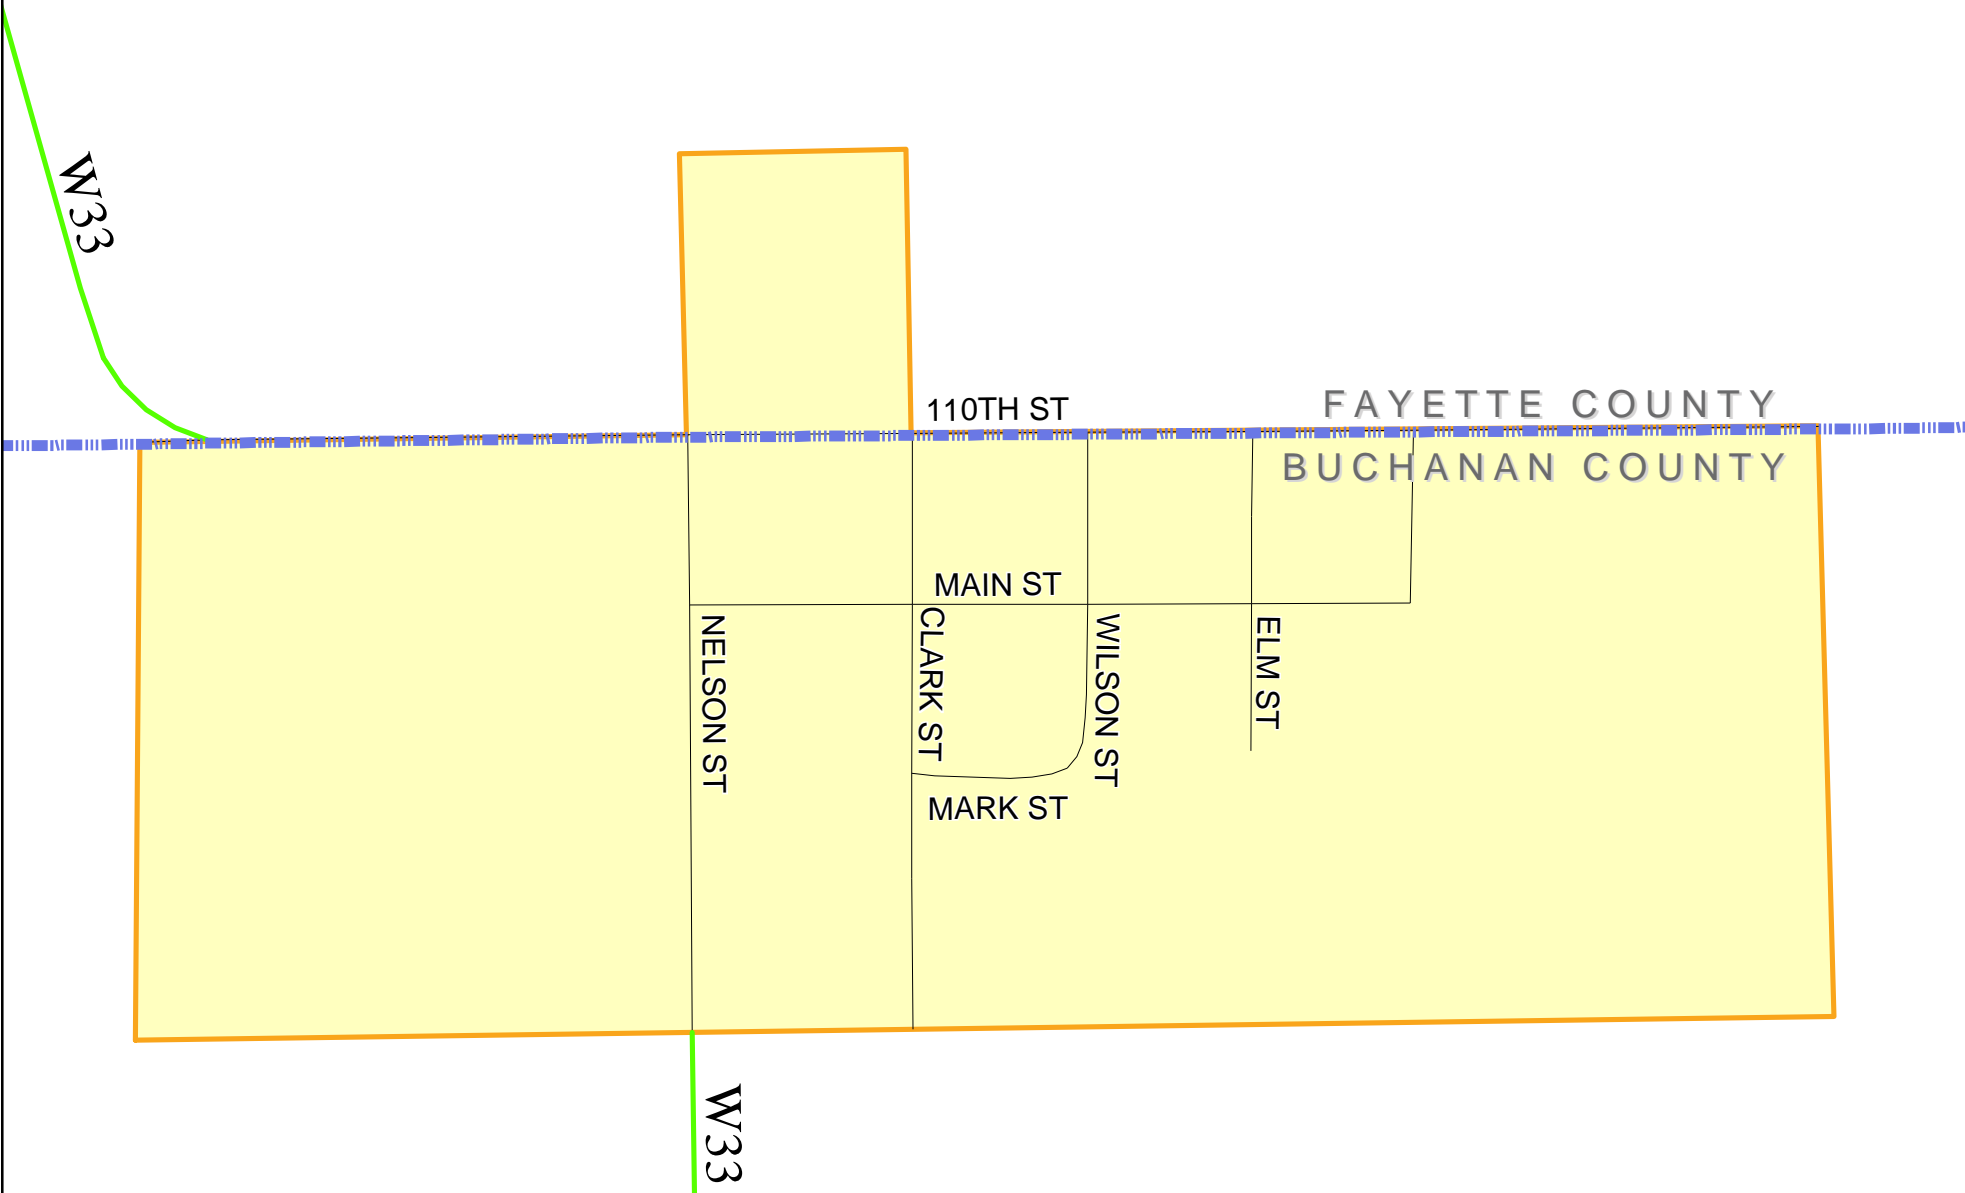 W33
110TH ST
FAYETTE COUNTY
BUCHANAN COUNTY
MAIN ST
NELSON ST
CLARK ST
WILSON ST
ELM ST
MARK ST
W33